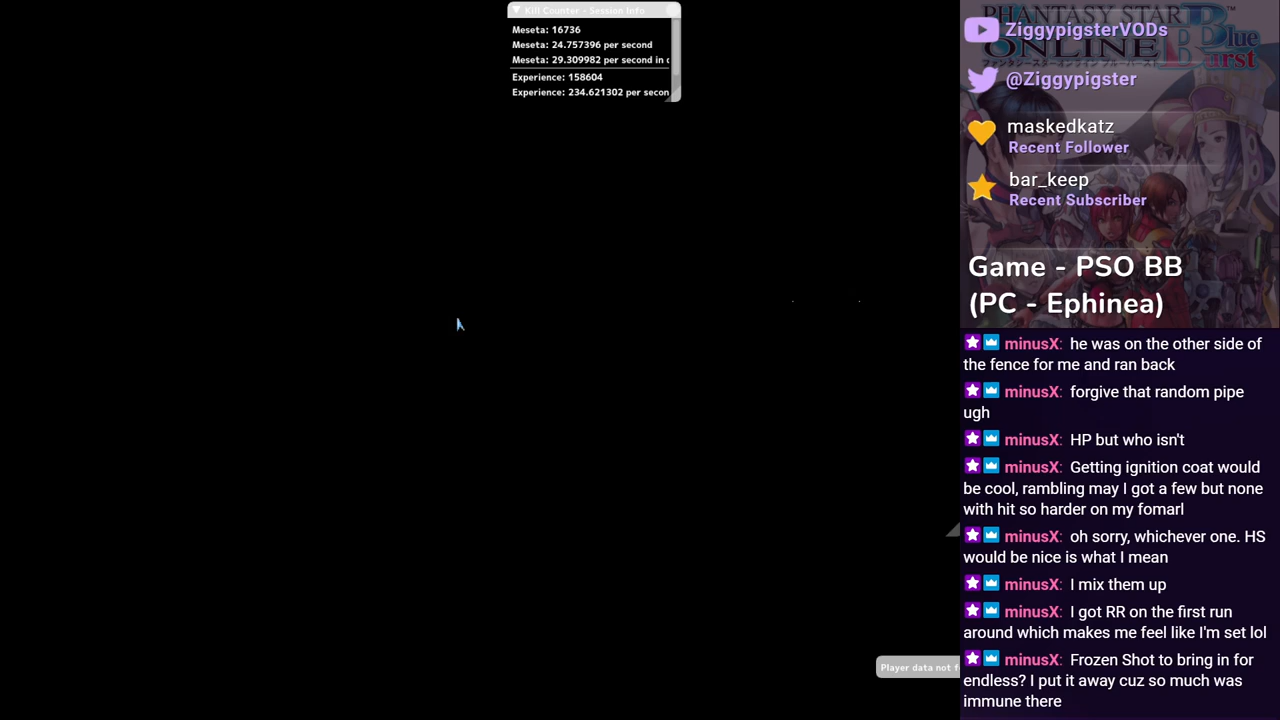 Kill Counter - Session Info
Meseta: 16736
Meseta: 24.757396 per second
Meseta: 29.309982 per second in
Experience: 158604
Experience: 234.621302 per secon
Player data not f
PHANTASY STAR
ONLINE Blue Burst
ZiggypigsterVODs
@Ziggypigster
maskedkatz
Recent Follower
bar_keep
Recent Subscriber
Game - PSO BB
(PC - Ephinea)
minusX: he was on the other side of
the fence for me and ran back
minusX: forgive that random pipe
ugh
minusX: HP but who isn't
minusX: Getting ignition coat would
be cool, rambling may I got a few but none
with hit so harder on my fomarl
minusX: oh sorry, whichever one. HS
would be nice is what I mean
minusX: I mix them up
minusX: I got RR on the first run
around which makes me feel like I'm set lol
minusX: Frozen Shot to bring in for
endless? I put it away cuz so much was
immune there